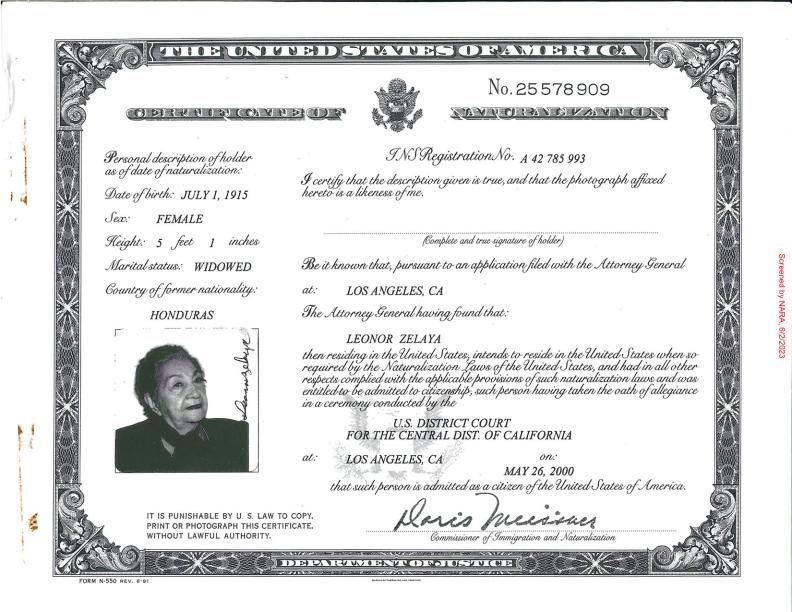 THE UNITED STATES OF AMERICA
No. 25578909
CERTIFICATE OF NATURALIZATION
Personal description of holder
as of date of naturalization:
Date of birth: JULY 1, 1915
Sex: FEMALE
Height: 5 feet 1 inches
Marital status: WIDOWED
Country of former nationality:
HONDURAS
INS Registration No. A 42 785 993
I certify that the description given is true, and that the photograph affixed
hereto is a likeness of me.
(Complete and true signature of holder)
Be it known that, pursuant to an application filed with the Attorney General
at: LOS ANGELES, CA
The Attorney General having found that:
LEONOR ZELAYA
then residing in the United States, intends to reside in the United States when so
required by the Naturalization Laws of the United States, and had in all other
respects complied with the applicable provisions of such naturalization laws and was
entitled to be admitted to citizenship, such person having taken the oath of allegiance
in a ceremony conducted by the
U.S. DISTRICT COURT
FOR THE CENTRAL DIST. OF CALIFORNIA
at: LOS ANGELES, CA on:
MAY 26, 2000
that such person is admitted as a citizen of the United States of America.
Doris Meissner
Commissioner of Immigration and Naturalization
IT IS PUNISHABLE BY U. S. LAW TO COPY,
PRINT OR PHOTOGRAPH THIS CERTIFICATE,
WITHOUT LAWFUL AUTHORITY.
DEPARTMENT OF JUSTICE
FORM N-550 REV. 6-91
Screened by NARA, 6/2/2023